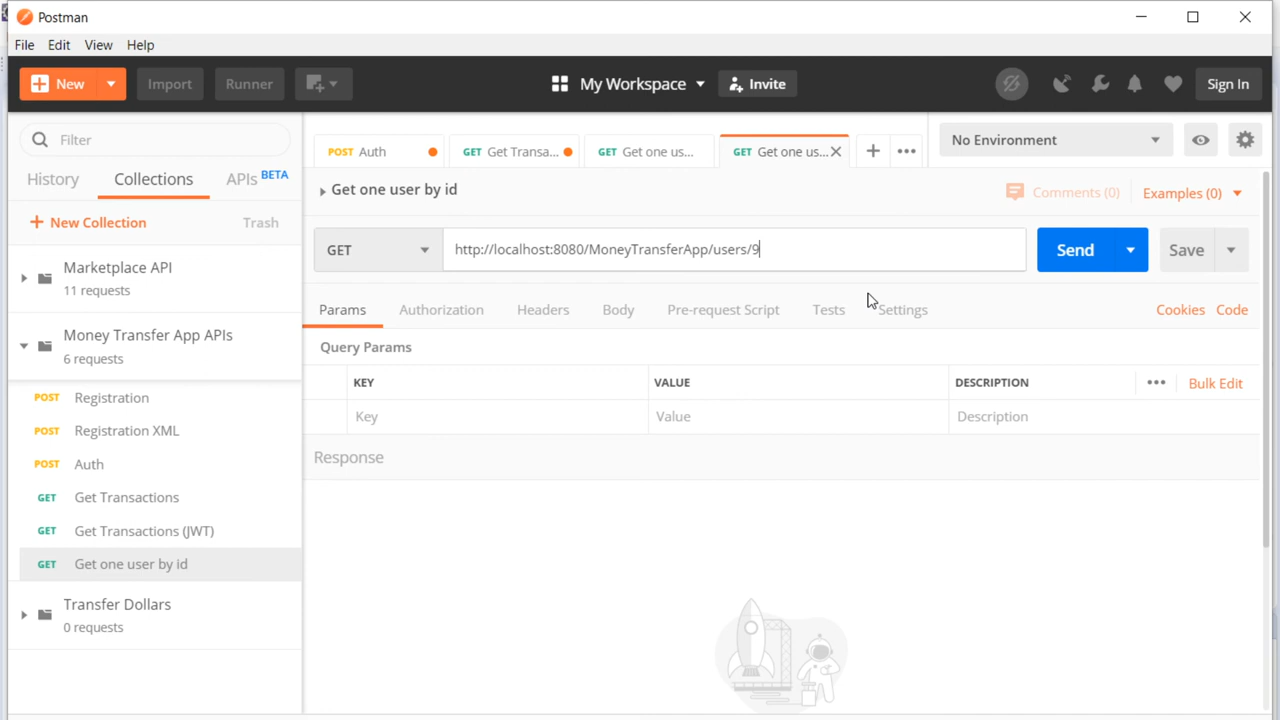 Postman
File Edit View Help
New Import Runner My Workspace Invite Sign In
Filter
History Collections APIs BETA
+ New Collection Trash
Marketplace API
11 requests
Money Transfer App APIs
6 requests
POST Registration
POST Registration XML
POST Auth
GET Get Transactions
GET Get Transactions (JWT)
GET Get one user by id
Transfer Dollars
0 requests
POST Auth GET Get Transa... GET Get one us... GET Get one us...
No Environment
Get one user by id
Comments (0) Examples (0)
GET http://localhost:8080/MoneyTransferApp/users/9 Send Save
Params Authorization Headers Body Pre-request Script Tests Settings Cookies Code
Query Params
KEY VALUE DESCRIPTION Bulk Edit
Key Value Description
Response